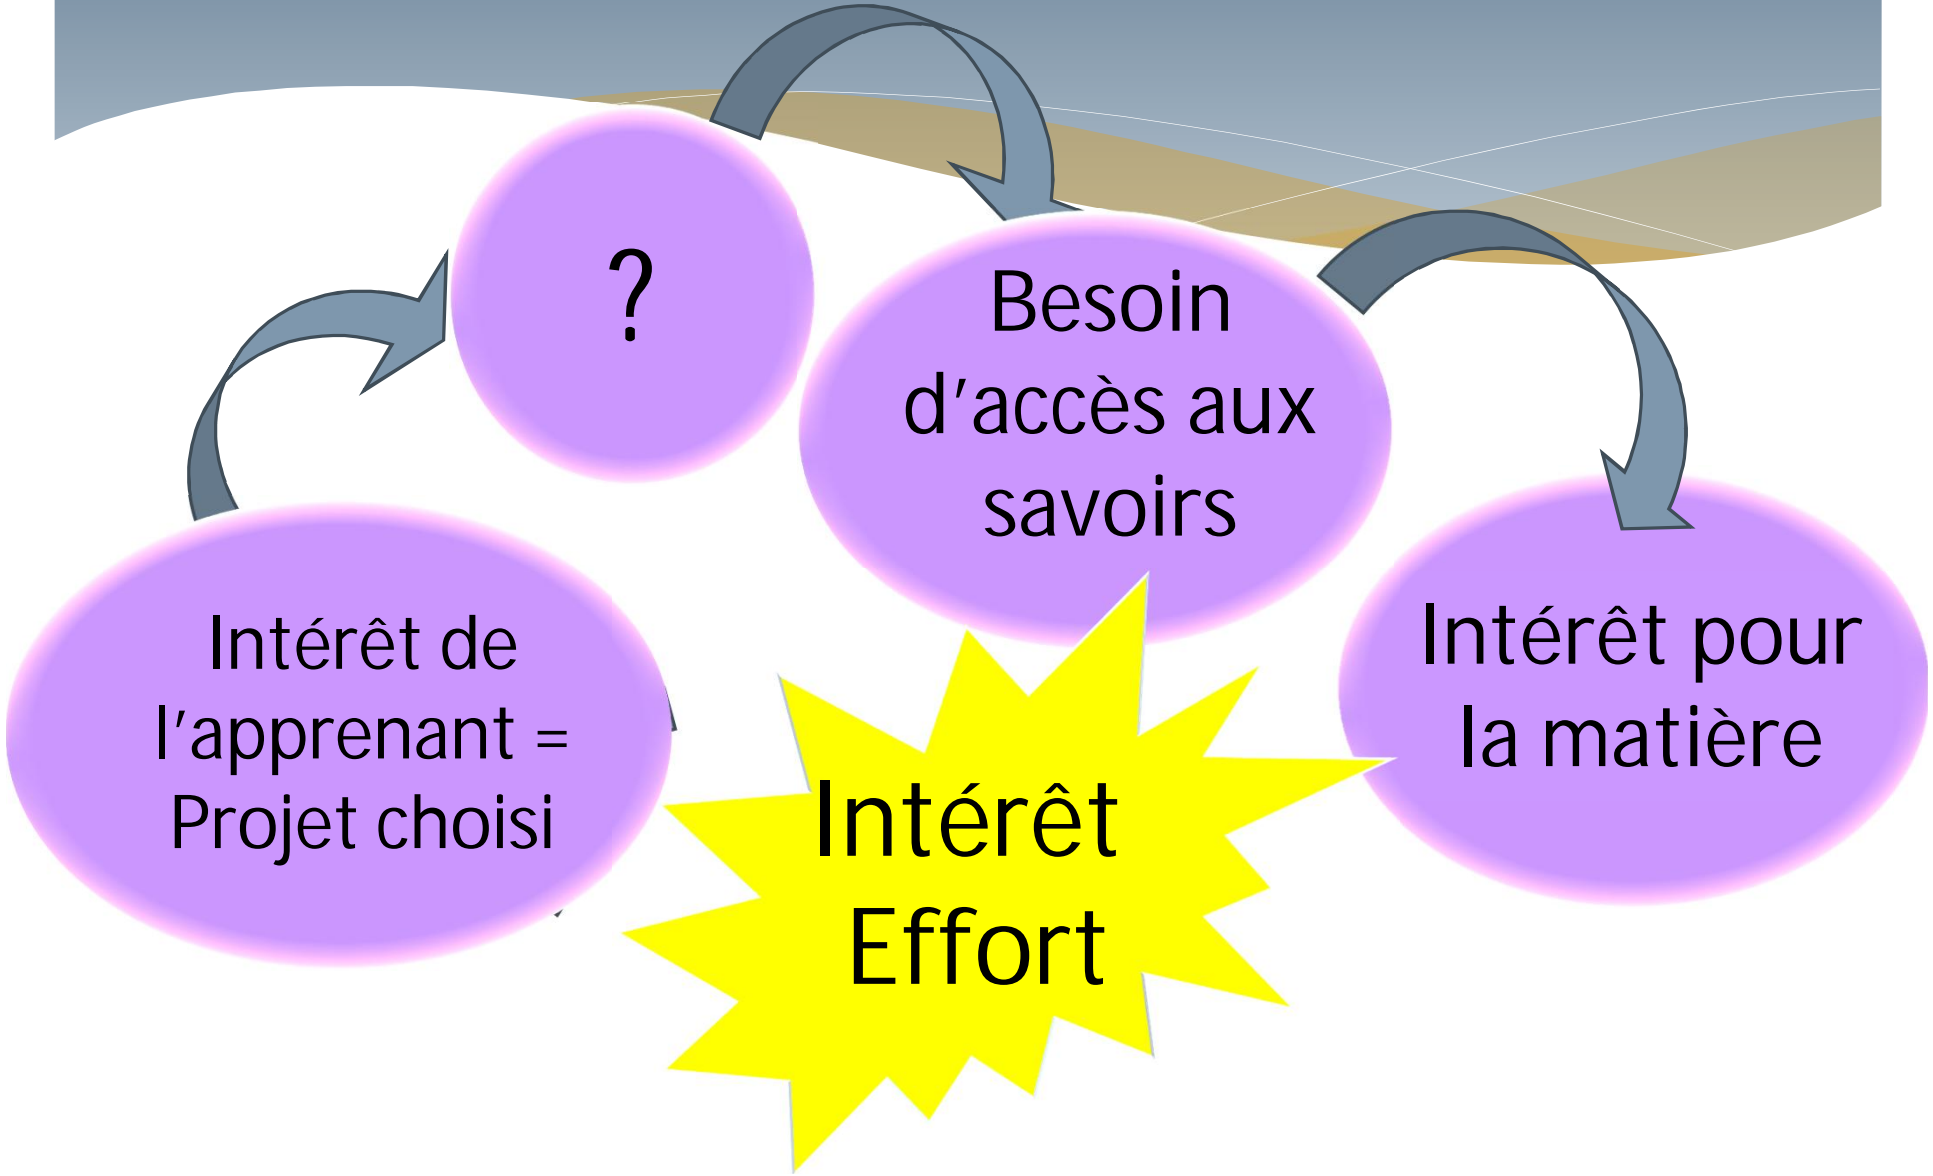 Intérêt de
l'apprenant =
Projet choisi
?
Besoin
d'accès aux
savoirs
Intérêt pour
la matière
Intérêt
Effort